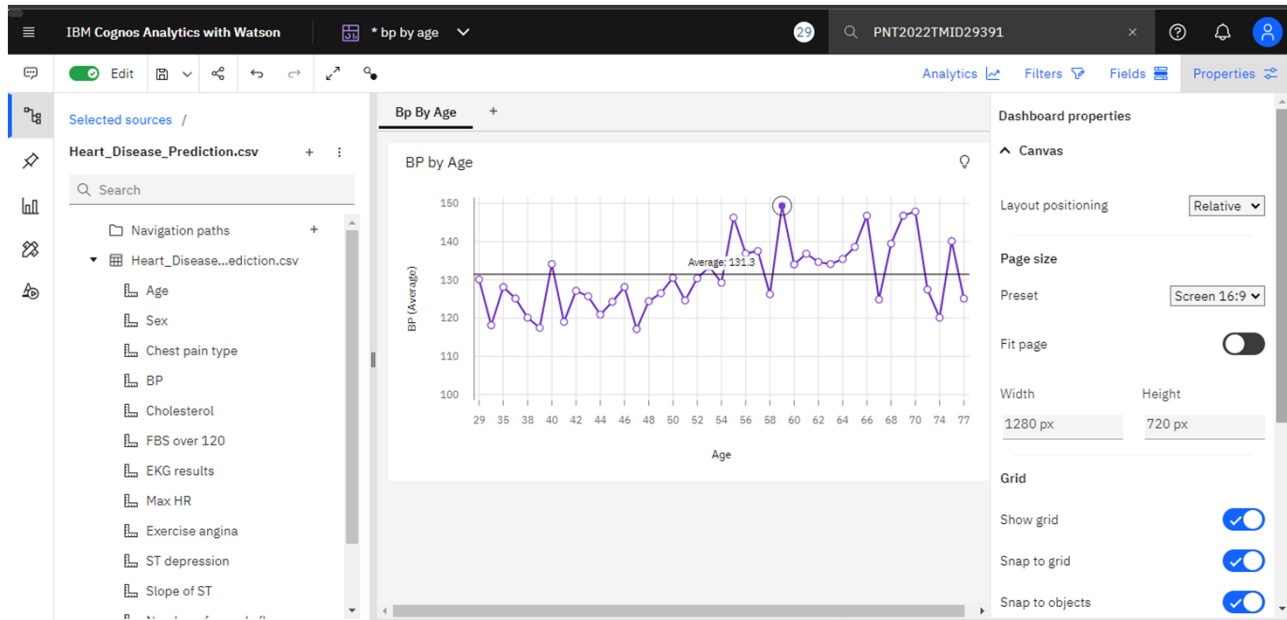 IBM Cognos Analytics with Watson
* bp by age
29
PNT2022TMID29391
Edit
Analytics
Filters
Fields
Properties
Selected sources /
Heart_Disease_Prediction.csv
Search
Navigation paths
Heart_Disease...ediction.csv
Age
Sex
Chest pain type
BP
Cholesterol
FBS over 120
EKG results
Max HR
Exercise angina
ST depression
Slope of ST
Bp By Age
BP by Age
BP (Average)
150
140
130
120
110
100
Average: 131.3
29 35 38 40 42 44 46 48 50 52 54 56 58 60 62 64 66 68 70 74 77
Age
Dashboard properties
Canvas
Layout positioning
Relative
Page size
Preset
Screen 16:9
Fit page
Width Height
1280 px 720 px
Grid
Show grid
Snap to grid
Snap to objects